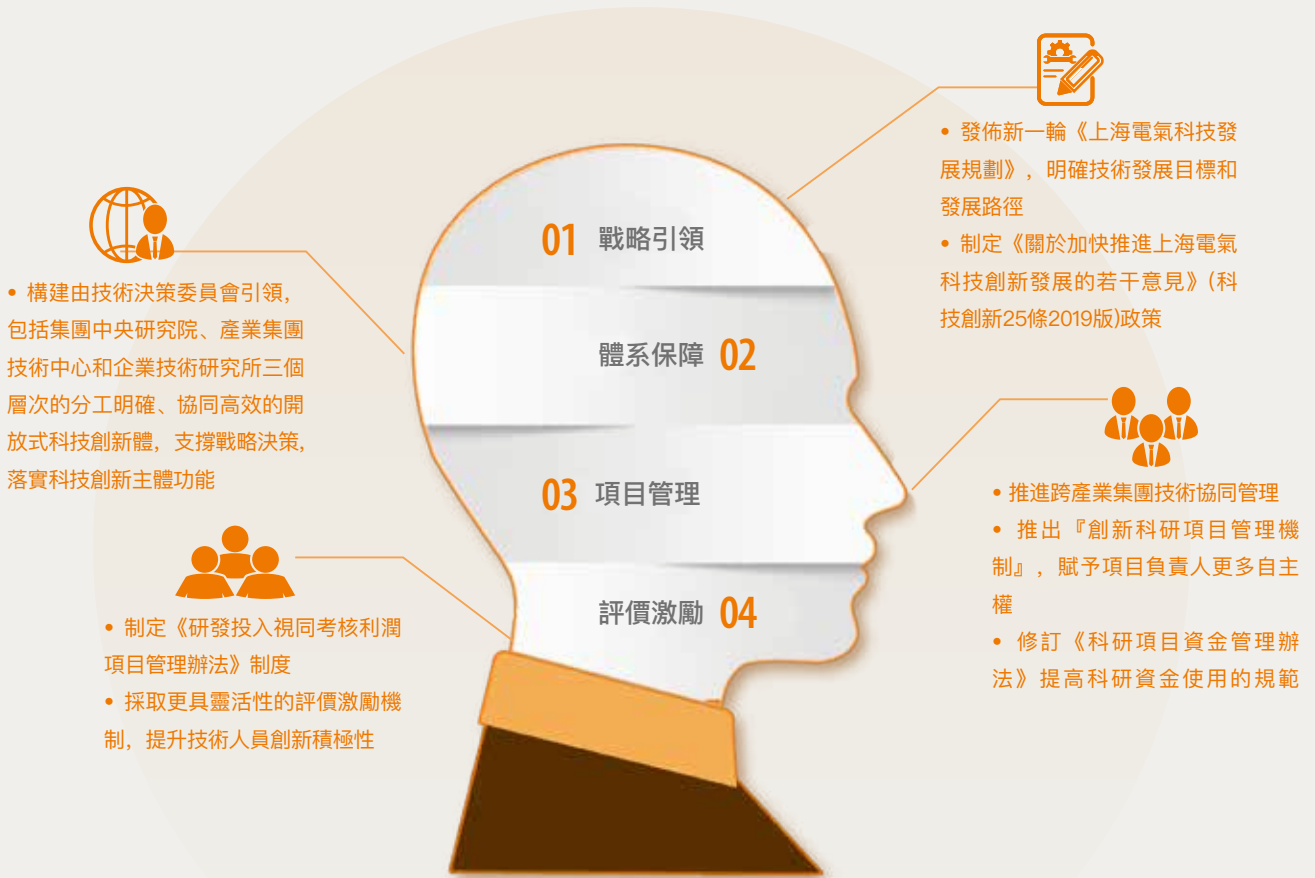 01 戰略引領
體系保障 02
03 項目管理
評價激勵 04
• 發佈新一輪《上海電氣科技發
展規劃》，明確技術發展目標和
發展路徑
• 制定《關於加快推進上海電氣
科技創新發展的若干意見》(科
技創新25條2019版)政策
• 構建由技術決策委員會引領，
包括集團中央研究院、產業集團
技術中心和企業技術研究所三個
層次的分工明確、協同高效的開
放式科技創新體，支撐戰略決策，
落實科技創新主體功能
• 推進跨產業集團技術協同管理
• 推出『創新科研項目管理機
制』，賦予項目負責人更多自主
權
• 修訂《科研項目資金管理辦
法》提高科研資金使用的規範
• 制定《研發投入視同考核利潤
項目管理辦法》制度
• 採取更具靈活性的評價激勵機
制，提升技術人員創新積極性